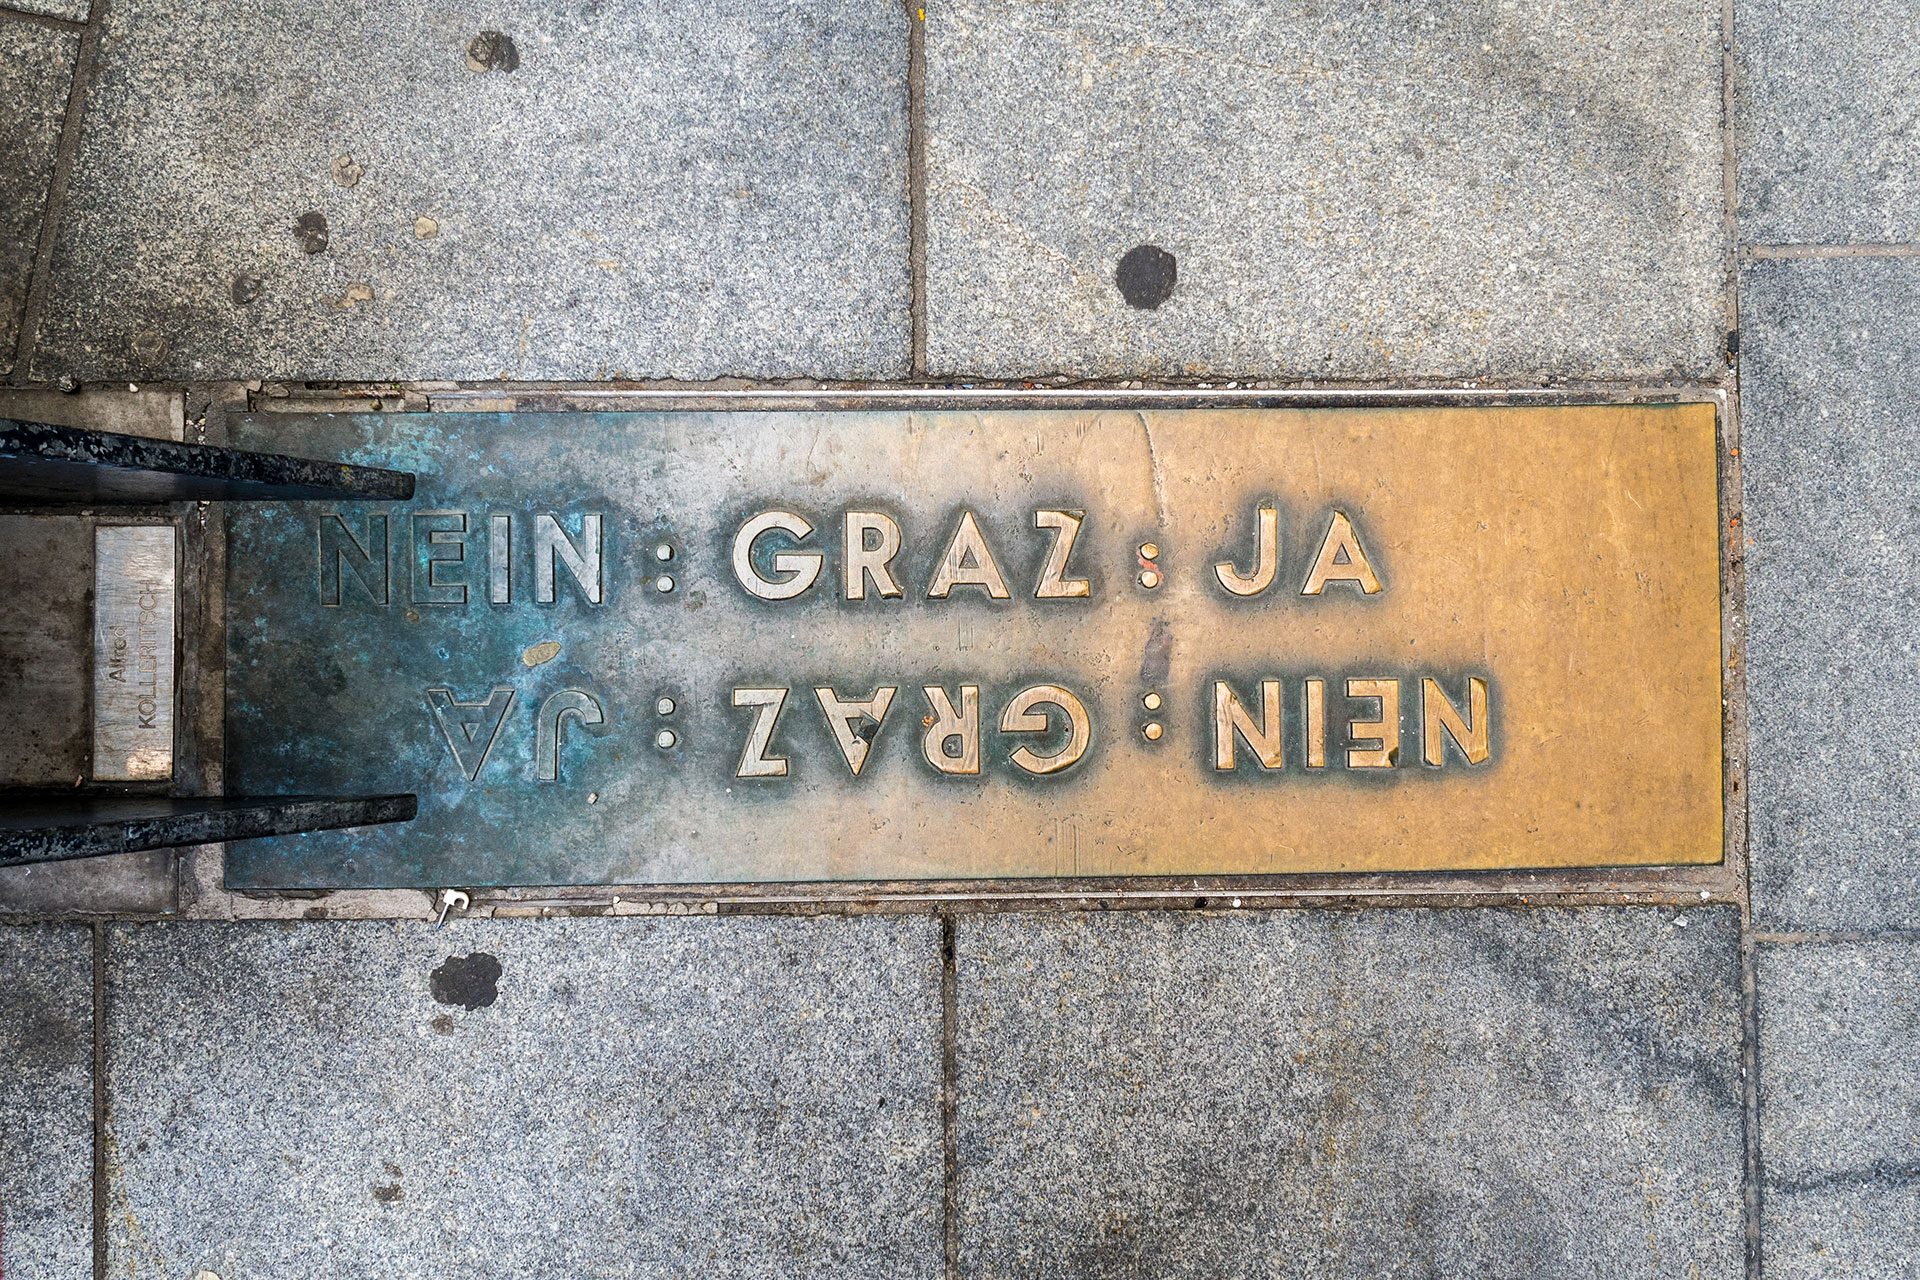 NEIN : GRAZ : JA
NEIN : GRAZ : JA
Alfred
KOLLERITSCH